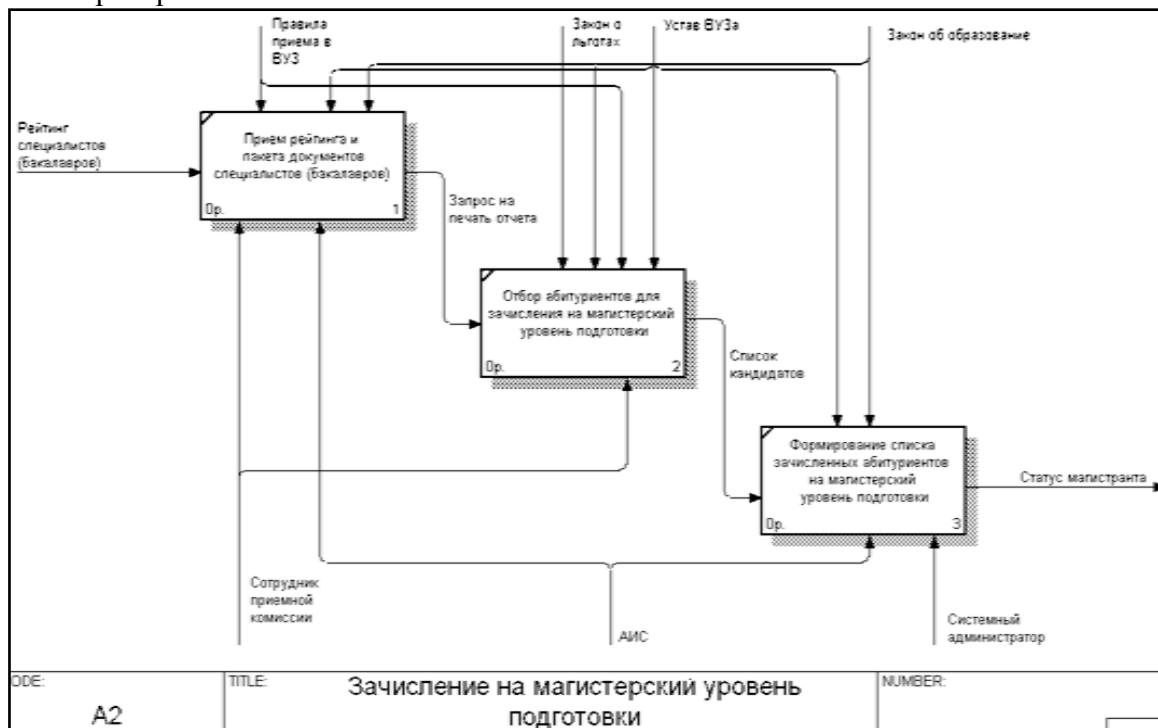 Правила
приема в
ВУЗ
Закон о
льготах
Устав ВУЗа
Закон об образование
Рейтинг
специалистов
(бакалавров)
Прием рейтинга и
пакета документов
специалистов (бакалавров)
0р.
1
Запрос на
печать отчета
Отбор абитуриентов для
зачисления на магистерский
уровень подготовки
0р.
2
Список
кандидатов
Формирование списка
зачисленных абитуриентов
на магистерский
уровень подготовки
0р.
3
Статус магистранта
Сотрудник
приемной
комиссии
АИС
Системный
администратор
ODE:
A2
TITLE:
Зачисление на магистерский уровень
подготовки
NUMBER: